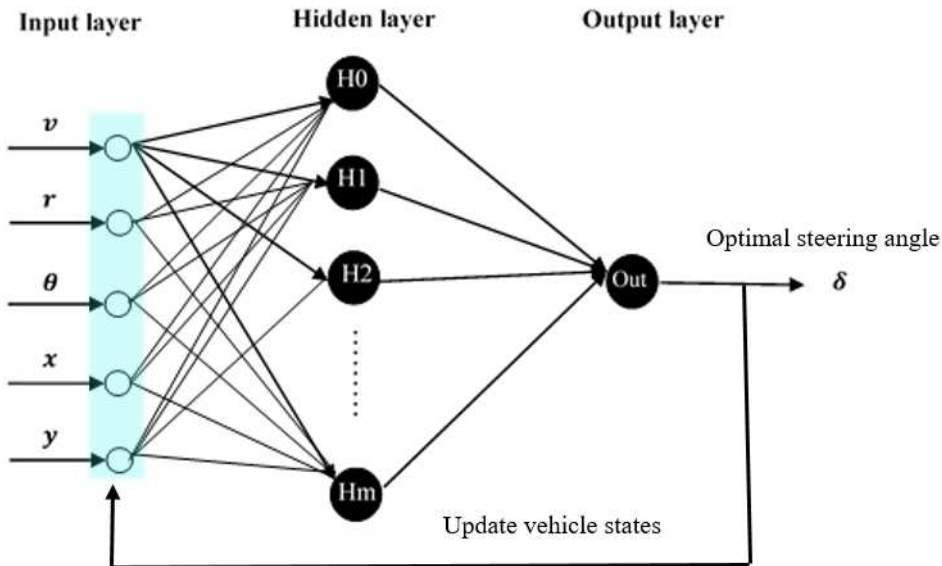 Input layer
Hidden layer
Output layer
H0
v
H1
r
Optimal steering angle
θ
H2
Out
δ
x
y
Hm
Update vehicle states